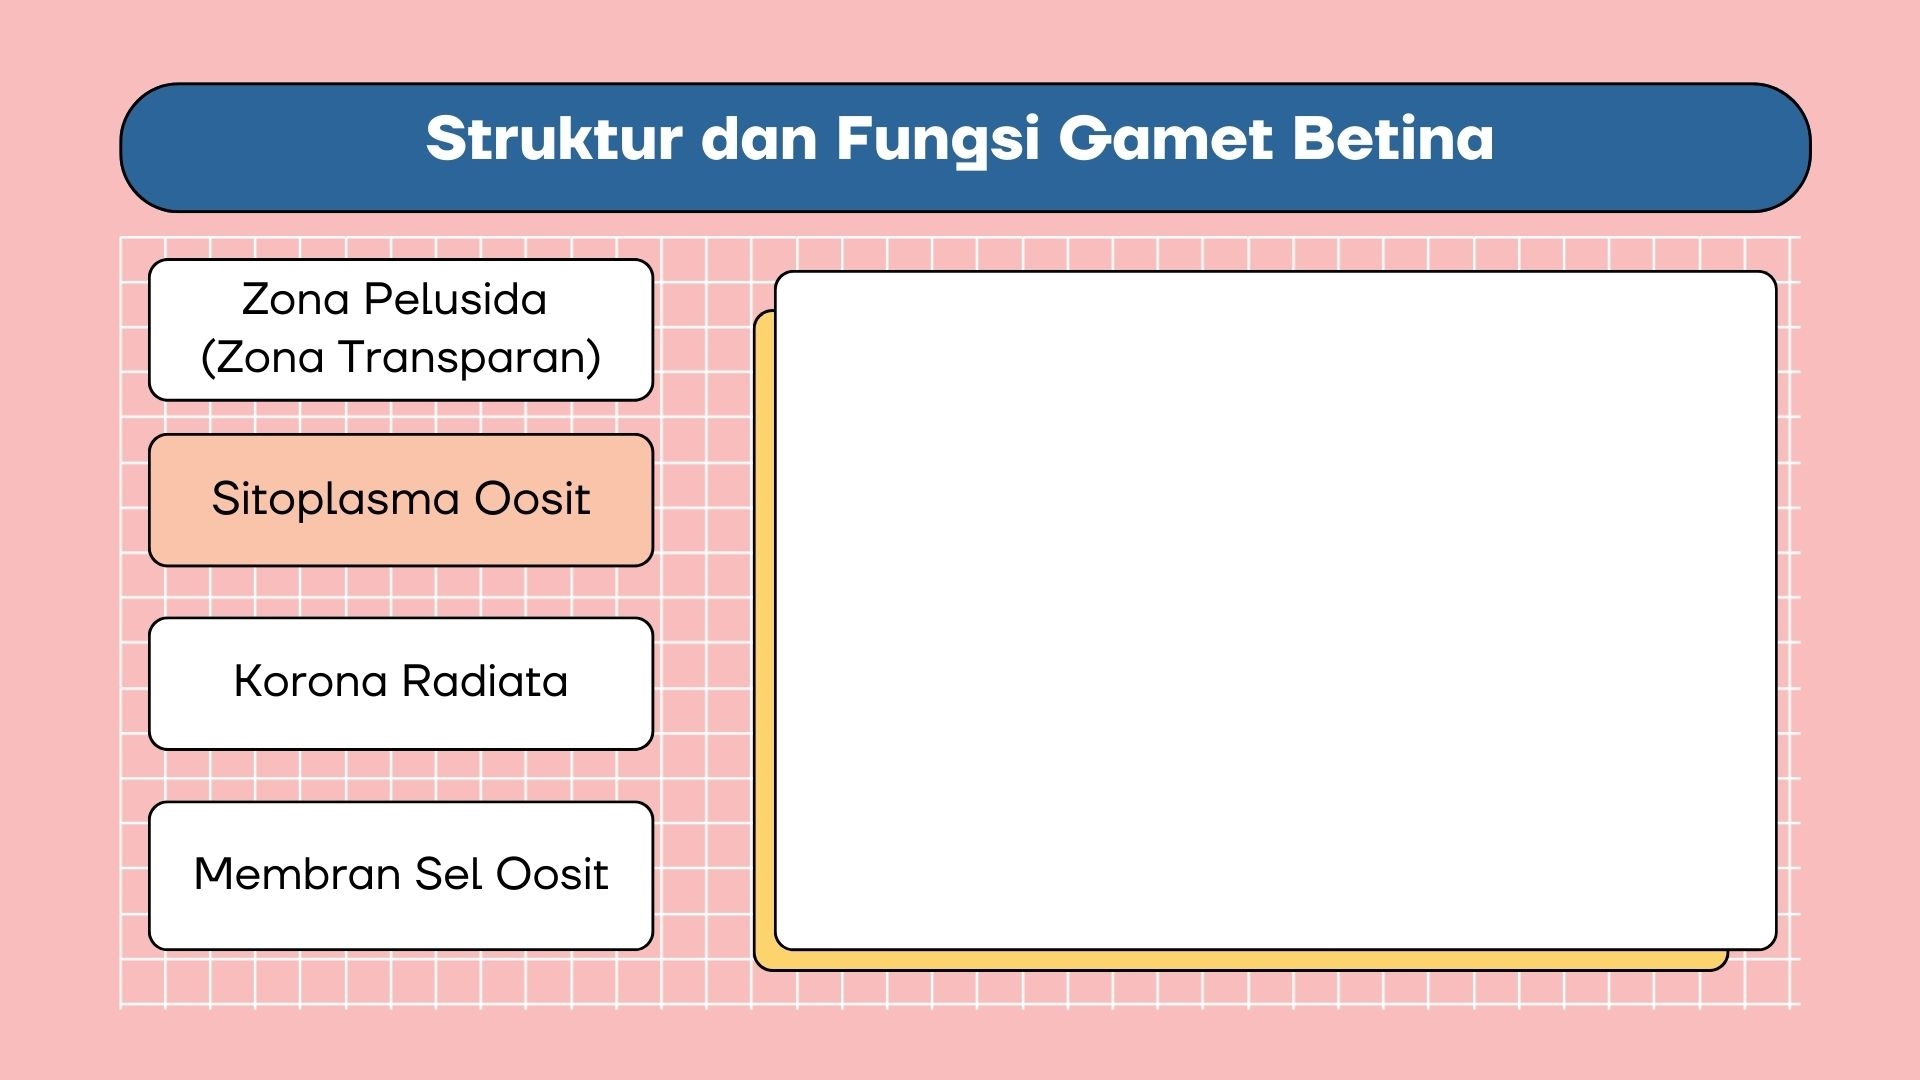 Struktur dan Fungsi Gamet Betina
Zona Pelusida
(Zona Transparan)
Sitoplasma Oosit
Korona Radiata
Membran Sel Oosit